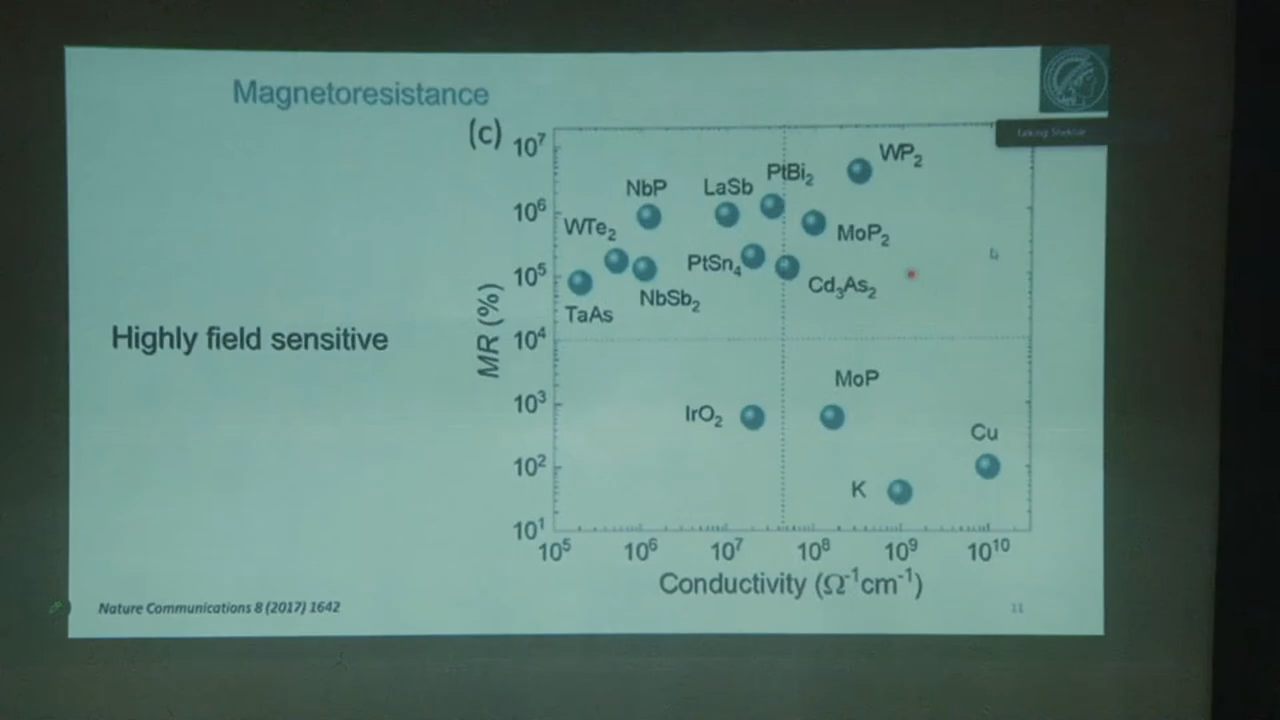 Magnetoresistance
Talking: Shekhar
(c)
10⁷
10⁶
10⁵
10⁴
10³
10²
10¹
MR (%)
WP₂
PtBi₂
LaSb
NbP
WTe₂
MoP₂
PtSn₄
Cd₃As₂
NbSb₂
TaAs
MoP
IrO₂
Cu
K
10⁵ 10⁶ 10⁷ 10⁸ 10⁹ 10¹⁰
Conductivity (Ω⁻¹cm⁻¹)
Highly field sensitive
Nature Communications 8 (2017) 1642
11